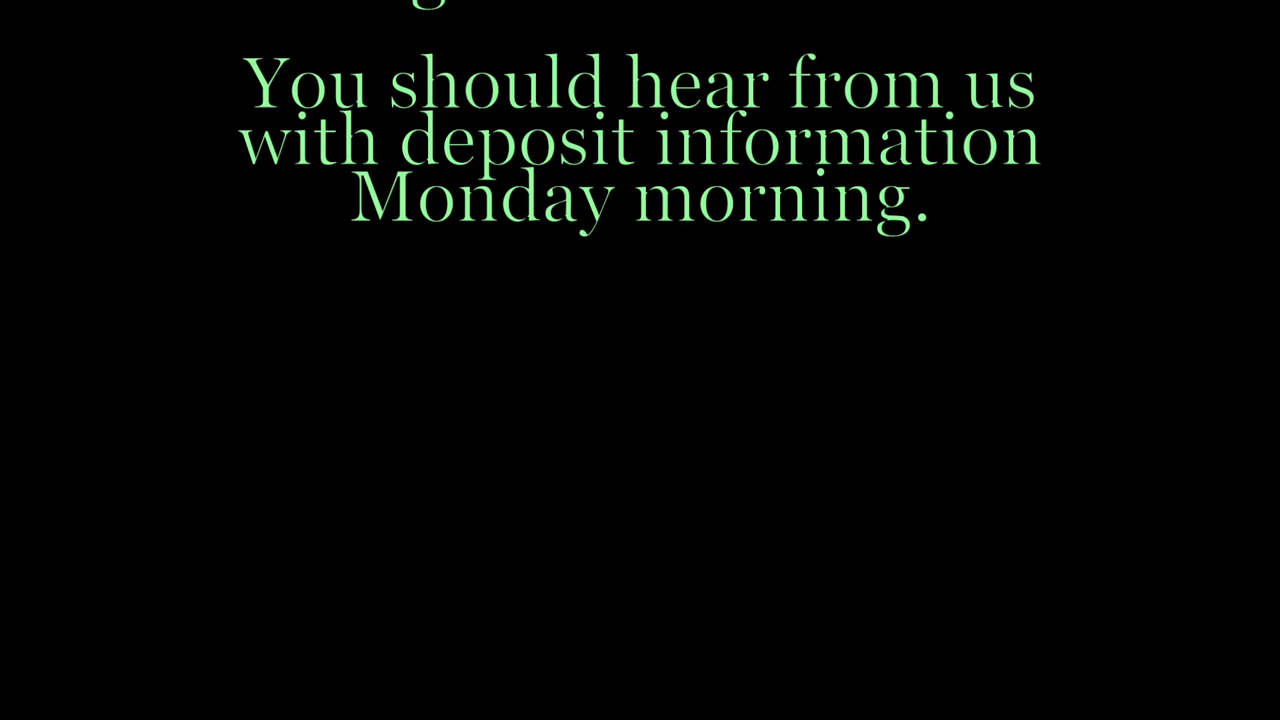 You should hear from us
with deposit information
Monday morning.